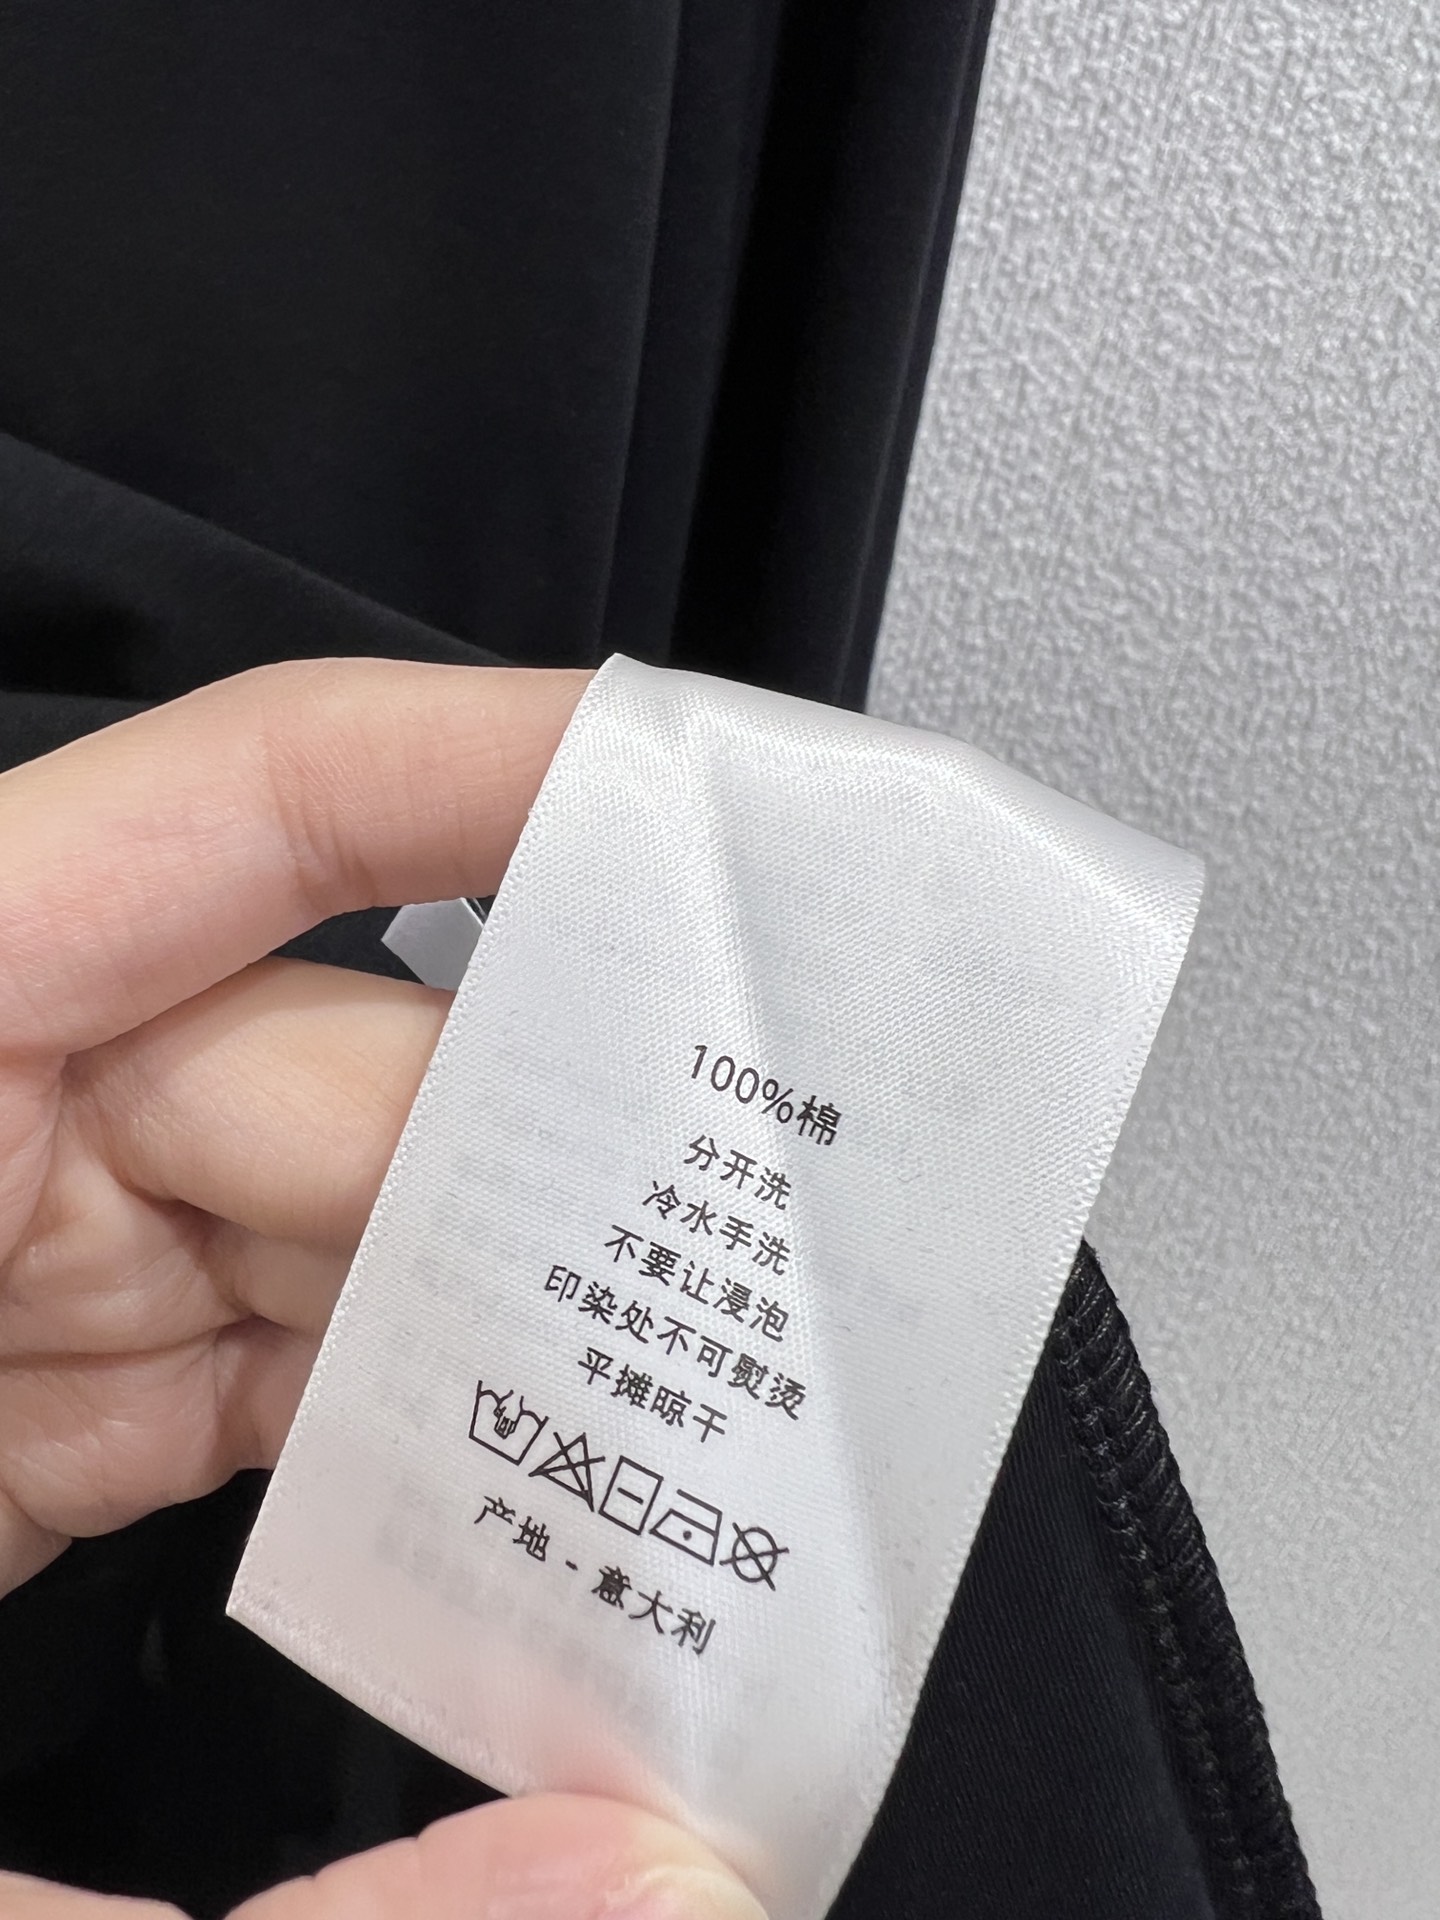 100%棉
分开洗
冷水手洗
不要让浸泡
印染处不可熨烫
平摊晾干
产地 - 意大利